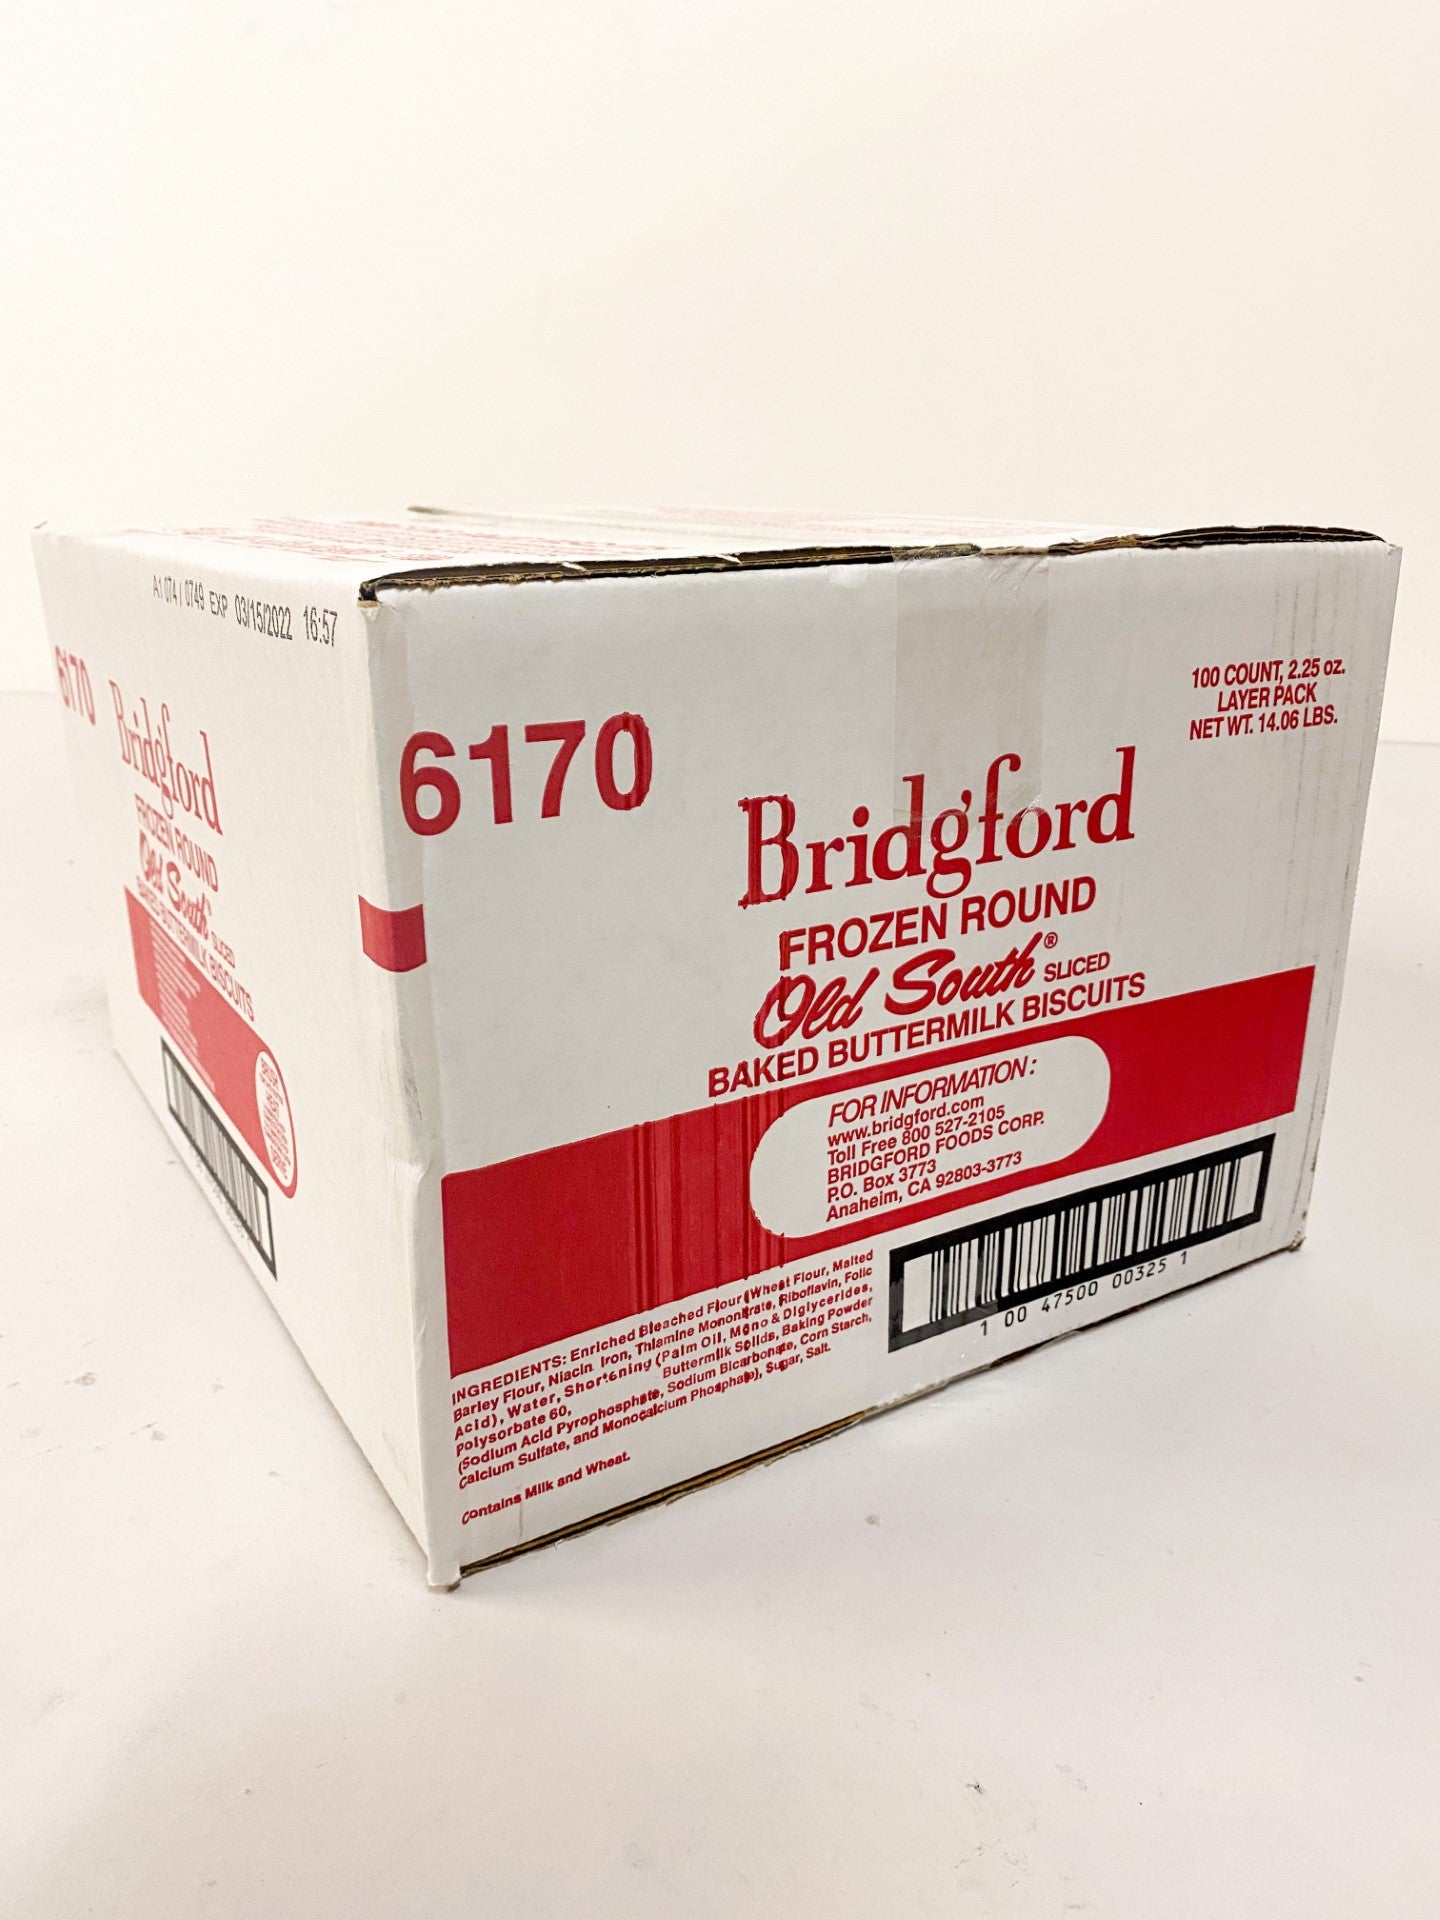 A1 074 / 0749 EXP 03/15/2022 16:57
6170
Bridgford
FROZEN ROUND
Old South® SLICED
BAKED BUTTERMILK BISCUITS
6170
100 COUNT, 2.25 oz.
LAYER PACK
NET WT. 14.06 LBS.
Bridgford
FROZEN ROUND
Old South® SLICED
BAKED BUTTERMILK BISCUITS
FOR INFORMATION:
www.bridgford.com
Toll Free 800 527-2105
BRIDGFORD FOODS CORP.
P.O. Box 3773
Anaheim, CA 92803-3773
INGREDIENTS: Enriched Bleached Flour (Wheat Flour, Malted
Barley Flour, Niacin, Iron, Thiamine Mononitrate, Riboflavin, Folic
Acid), Water, Shortening (Palm Oil, Mono & Diglycerides,
Polysorbate 60, Buttermilk Solids, Baking Powder
(Sodium Acid Pyrophosphate, Sodium Bicarbonate, Corn Starch,
Calcium Sulfate, and Monocalcium Phosphate), Sugar, Salt.
Contains Milk and Wheat.
1 00 47500 00325 1